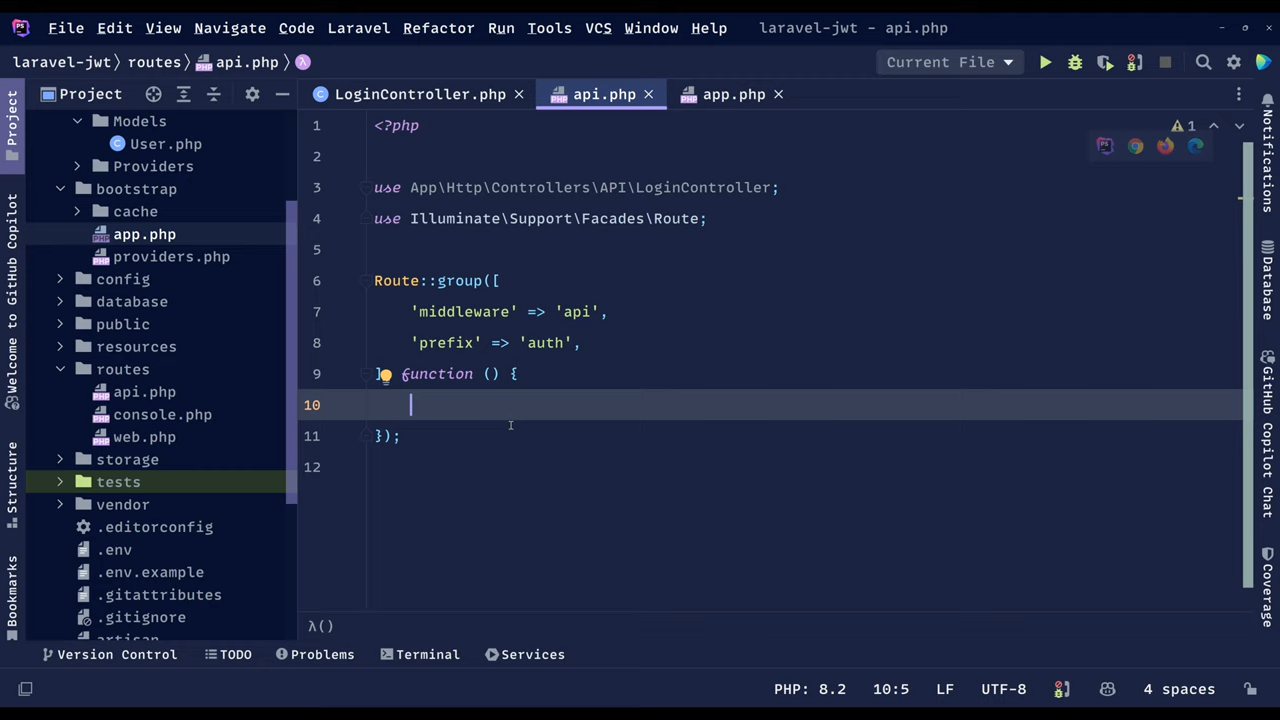 PS File Edit View Navigate Code Laravel Refactor Run Tools VCS Window Help laravel-jwt - api.php
laravel-jwt routes PHP api.php λ Current File
Project
LoginController.php
api.php
app.php
Models
User.php
Providers
bootstrap
cache
app.php
providers.php
config
database
public
resources
routes
api.php
console.php
web.php
storage
tests
vendor
.editorconfig
.env
.env.example
.gitattributes
.gitignore
artisan
1 <?php
2
3 use App\Http\Controllers\API\LoginController;
4 use Illuminate\Support\Facades\Route;
5
6 Route::group([
7 'middleware' => 'api',
8 'prefix' => 'auth',
9 ] function () {
10
11 });
12
1
λ()
Project
Welcome to GitHub Copilot
Structure
Bookmarks
Notifications
Database
GitHub Copilot Chat
Coverage
Version Control TODO Problems Terminal Services
PHP: 8.2 10:5 LF UTF-8 4 spaces